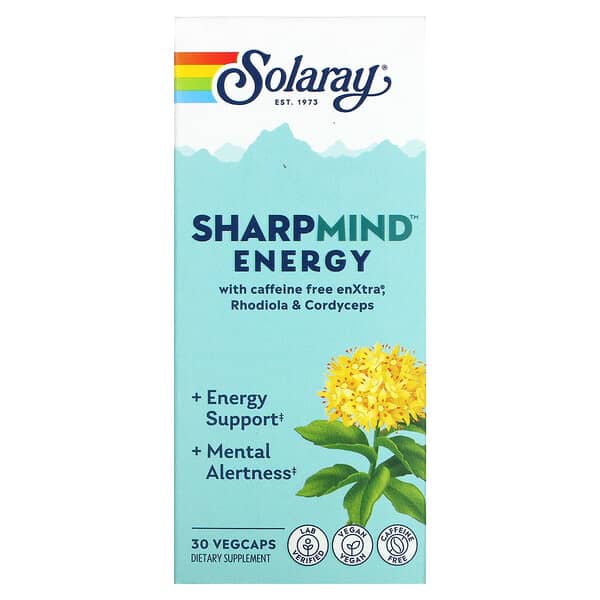 Solaray®
EST. 1973
SHARPMIND™
ENERGY
with caffeine free enXtra®,
Rhodiola & Cordyceps
+ Energy
Support‡
+ Mental
Alertness‡
30 VEGCAPS
DIETARY SUPPLEMENT
LAB
VERIFIED
VEGAN
VEGAN
CAFFEINE
FREE